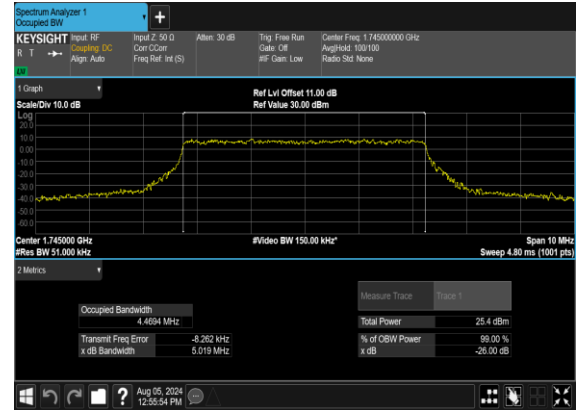 Spectrum Analyzer 1
Occupied BW
+
KEYSIGHT Input: RF Input Z: 50 Ω Atten: 30 dB Trig: Free Run Center Freq: 1.745000000 GHz
R T Coupling: DC Corr CCorr Gate: Off Avg|Hold: 100/100
Align: Auto Freq Ref: Int (S) #IF Gain: Low Radio Std: None
LU
1 Graph
Ref Lvl Offset 11.00 dB
Scale/Div 10.0 dB Ref Value 30.00 dBm
Log
20.0
10.0
0.00
-10.0
-20.0
-30.0
-40.0
-50.0
-60.0
Center 1.745000 GHz #Video BW 150.00 kHz* Span 10 MHz
#Res BW 51.000 kHz Sweep 4.80 ms (1001 pts)
2 Metrics
Measure Trace Trace 1
Occupied Bandwidth
4.4694 MHz
Total Power 25.4 dBm
Transmit Freq Error -8.262 kHz % of OBW Power 99.00 %
x dB Bandwidth 5.019 MHz x dB -26.00 dB
? Aug 05, 2024
12:55:54 PM